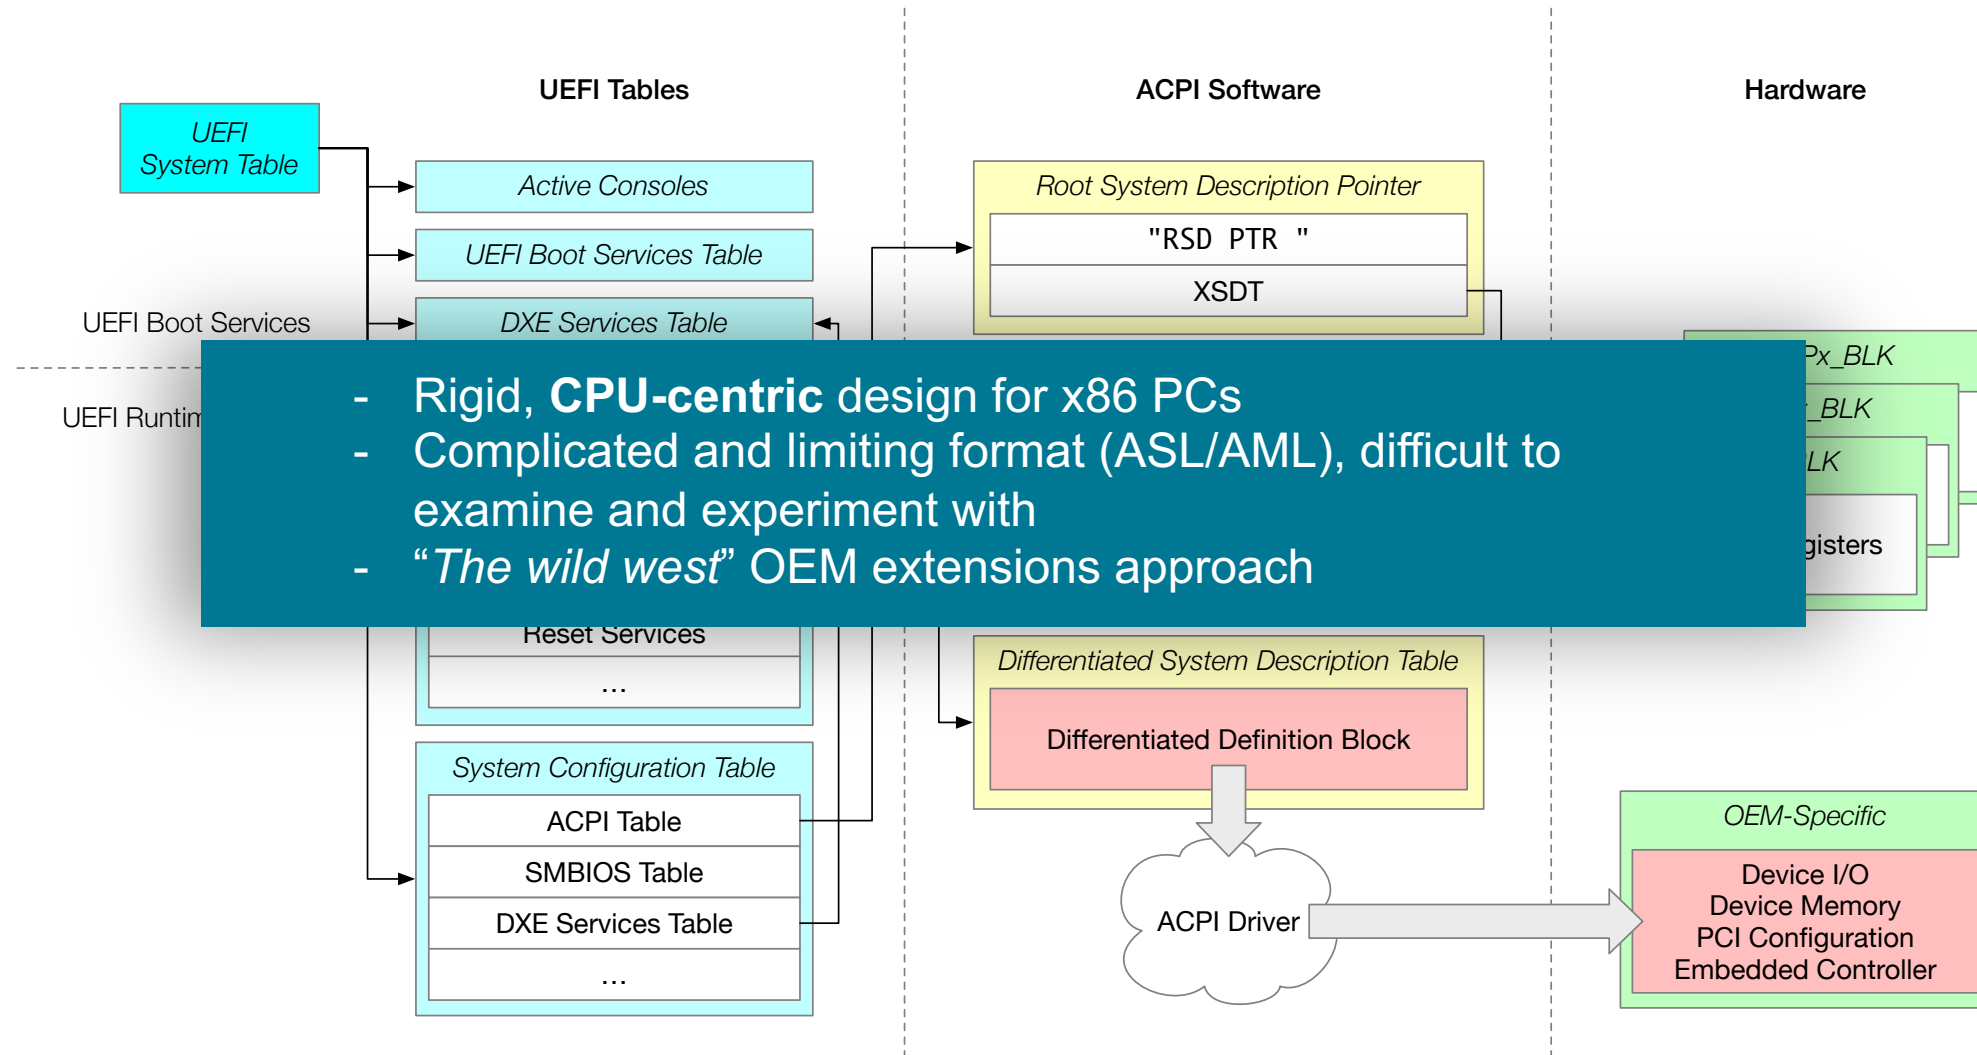 UEFI Tables
ACPI Software
Hardware
UEFI
System Table
Active Consoles
UEFI Boot Services Table
DXE Services Table
UEFI Boot Services
UEFI Runtim
Root System Description Pointer
"RSD PTR "
XSDT
Px_BLK
_BLK
LK
gisters
- Rigid, CPU-centric design for x86 PCs
- Complicated and limiting format (ASL/AML), difficult to
examine and experiment with
- “The wild west” OEM extensions approach
Reset Services
...
System Configuration Table
ACPI Table
SMBIOS Table
DXE Services Table
...
Differentiated System Description Table
Differentiated Definition Block
ACPI Driver
OEM-Specific
Device I/O
Device Memory
PCI Configuration
Embedded Controller